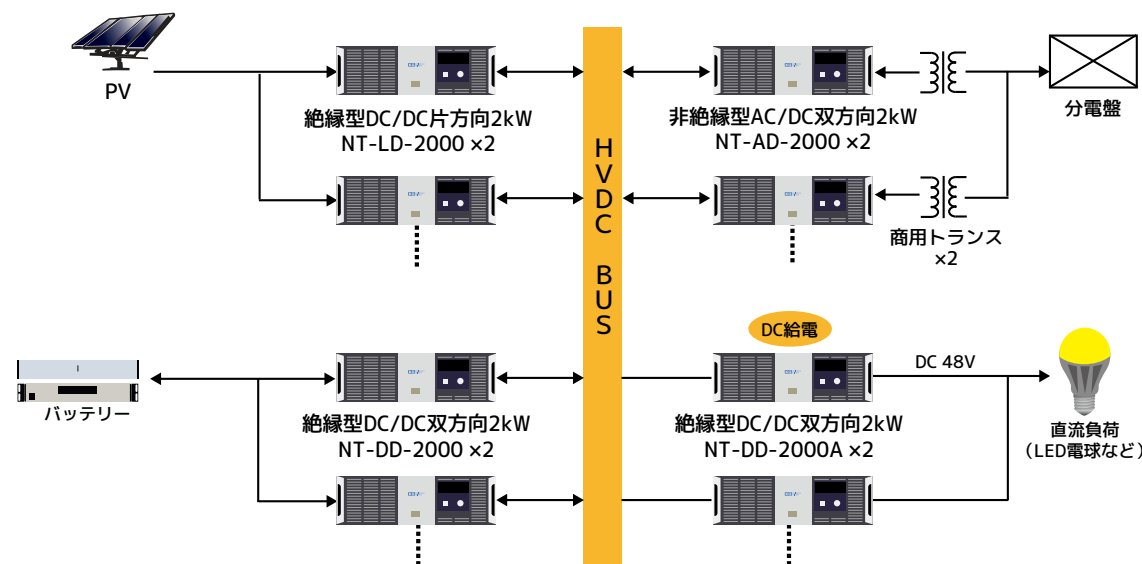 PV
絶縁型DC/DC片方向2kW
NT-LD-2000 ×2
非絶縁型AC/DC双方向2kW
NT-AD-2000 ×2
分電盤
商用トランス
×2
HVDC BUS
DC給電
DC 48V
バッテリー
絶縁型DC/DC双方向2kW
NT-DD-2000 ×2
絶縁型DC/DC双方向2kW
NT-DD-2000A ×2
直流負荷
(LED電球など)